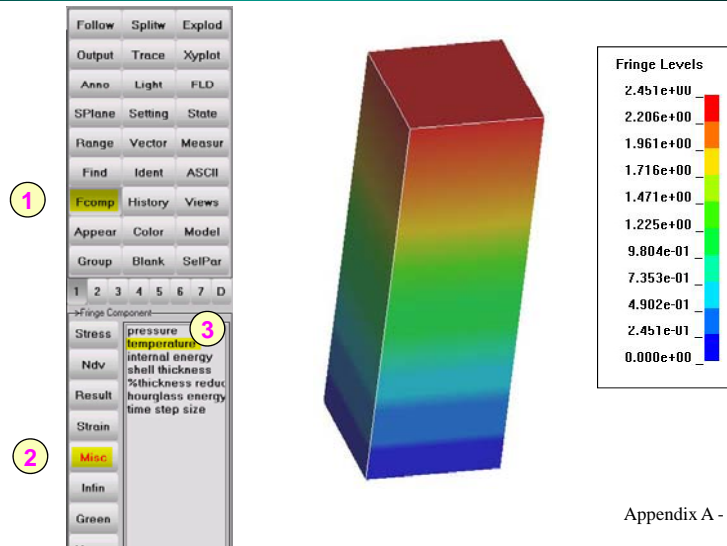 Follow Splitw Explod
Output Trace Xyplot
Anno Light FLD
SPlane Setting State
Range Vector Measur
Find Ident ASCII
1
Fcomp History Views
Appear Color Model
Group Blank SelPar
1 2 3 4 5 6 7 D
Fringe Component
Stress
Ndv
Result
Strain
2
Misc
Infin
Green
3
pressure
temperature
internal energy
shell thickness
%thickness reduc
hourglass energy
time step size
Fringe Levels
2.451e+00
2.206e+00
1.961e+00
1.716e+00
1.471e+00
1.225e+00
9.804e-01
7.353e-01
4.902e-01
2.451e-01
0.000e+00
Appendix A -